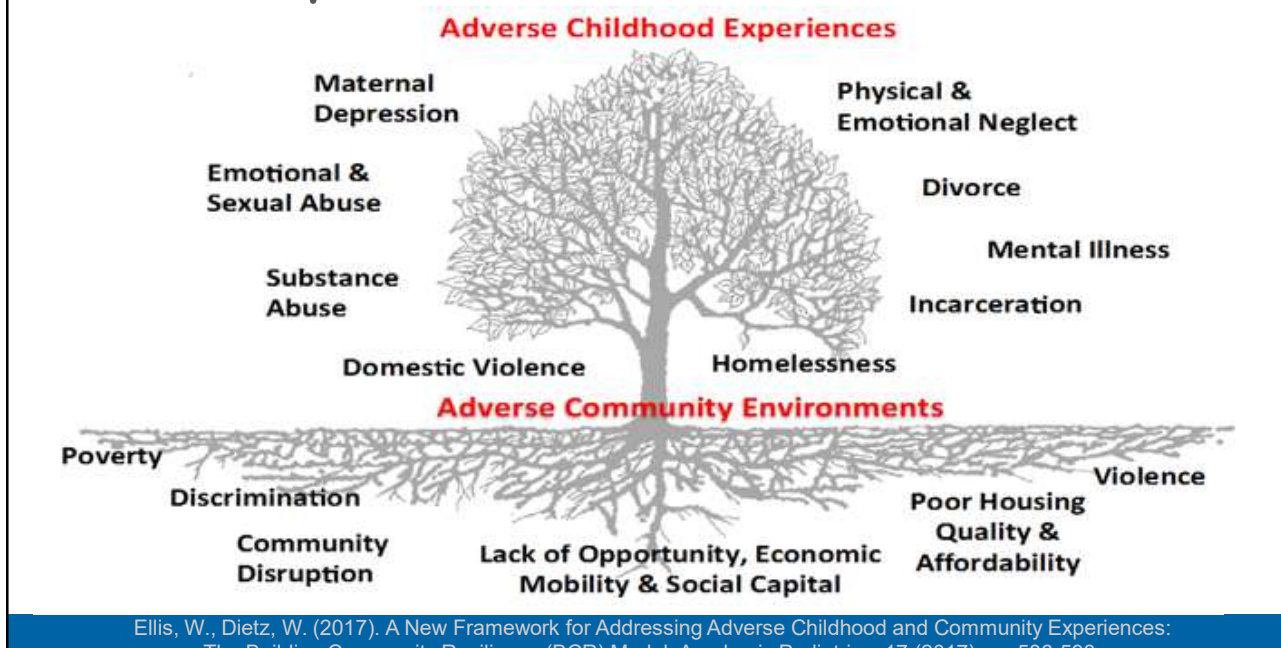 Adverse Childhood Experiences
Maternal
Depression
Physical &
Emotional Neglect
Emotional &
Sexual Abuse
Divorce
Mental Illness
Substance
Abuse
Incarceration
Domestic Violence
Homelessness
Adverse Community Environments
Poverty
Violence
Discrimination
Poor Housing
Quality &
Affordability
Community
Disruption
Lack of Opportunity, Economic
Mobility & Social Capital
Ellis, W., Dietz, W. (2017). A New Framework for Addressing Adverse Childhood and Community Experiences: